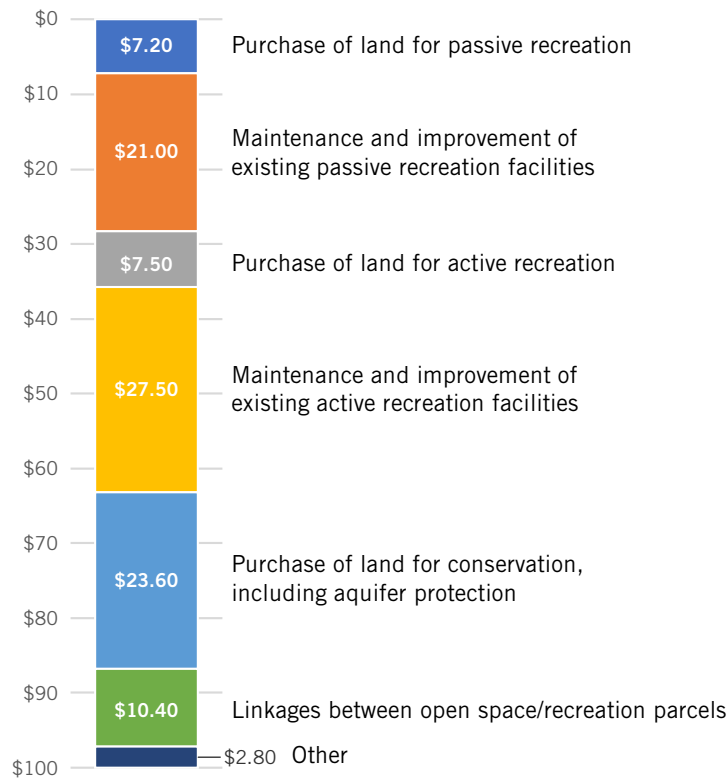 $0
$7.20 Purchase of land for passive recreation
$10
$21.00
Maintenance and improvement of
existing passive recreation facilities
$20
$30
$7.50 Purchase of land for active recreation
$40
Maintenance and improvement of
$50 $27.50
existing active recreation facilities
$60
$70
Purchase of land for conservation,
$23.60
including aquifer protection
$80
$90
$10.40 Linkages between open space/recreation parcels
$2.80 Other
$100